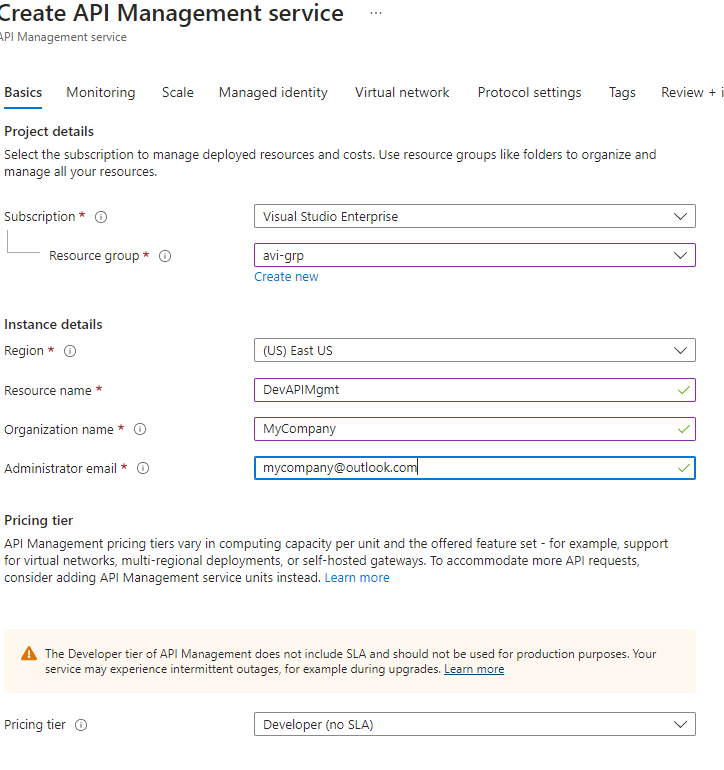 Create API Management service ...
API Management service
Basics Monitoring Scale Managed identity Virtual network Protocol settings Tags Review + i
Project details
Select the subscription to manage deployed resources and costs. Use resource groups like folders to organize and
manage all your resources.
Subscription * Visual Studio Enterprise
Resource group * avi-grp
Create new
Instance details
Region * (US) East US
Resource name * DevAPIMgmt
Organization name * MyCompany
Administrator email * mycompany@outlook.com
Pricing tier
API Management pricing tiers vary in computing capacity per unit and the offered feature set - for example, support
for virtual networks, multi-regional deployments, or self-hosted gateways. To accommodate more API requests,
consider adding API Management service units instead. Learn more
The Developer tier of API Management does not include SLA and should not be used for production purposes. Your
service may experience intermittent outages, for example during upgrades. Learn more
Pricing tier Developer (no SLA)